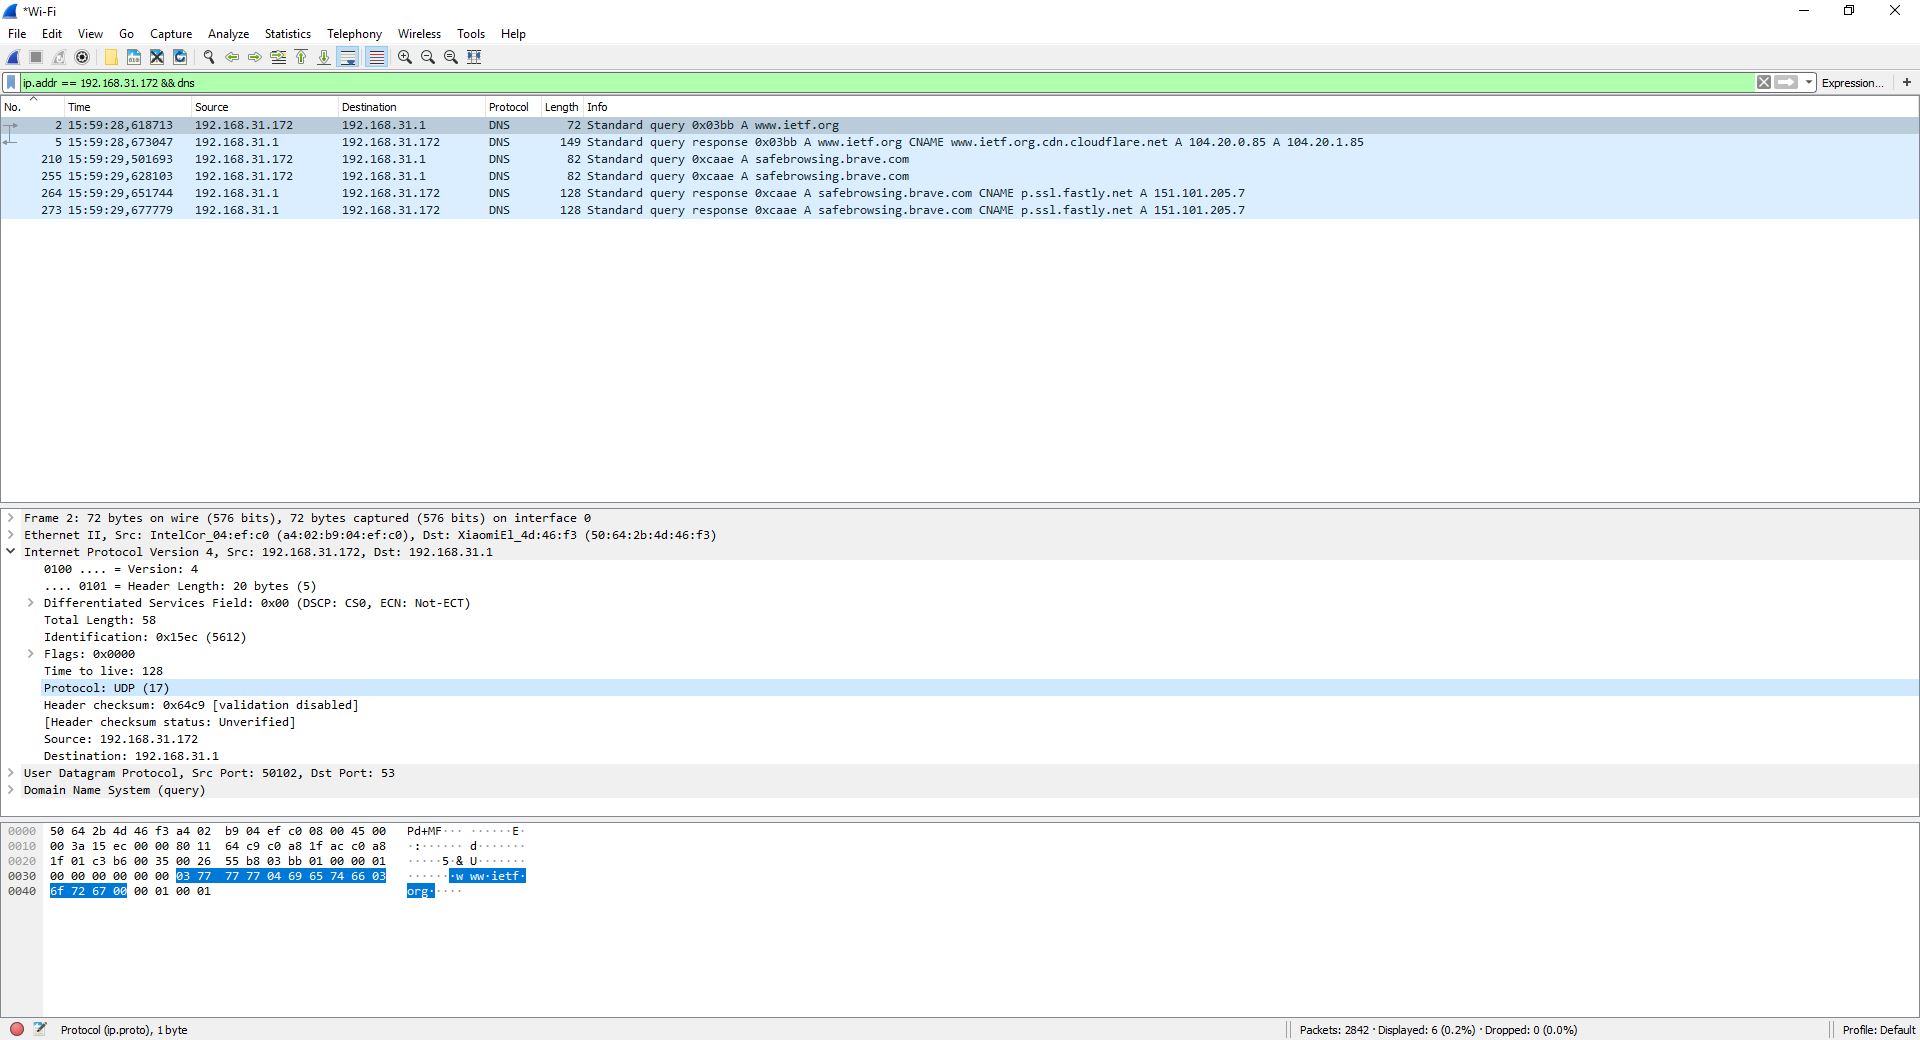 *Wi-Fi
File Edit View Go Capture Analyze Statistics Telephony Wireless Tools Help
ip.addr == 192.168.31.172 && dns Expression... +
No. Time Source Destination Protocol Length Info
2 15:59:28,618713 192.168.31.172 192.168.31.1 DNS 72 Standard query 0x03bb A www.ietf.org
5 15:59:28,673047 192.168.31.1 192.168.31.172 DNS 149 Standard query response 0x03bb A www.ietf.org CNAME www.ietf.org.cdn.cloudflare.net A 104.20.0.85 A 104.20.1.85
210 15:59:29,501693 192.168.31.172 192.168.31.1 DNS 82 Standard query 0xcaae A safebrowsing.brave.com
255 15:59:29,628103 192.168.31.172 192.168.31.1 DNS 82 Standard query 0xcaae A safebrowsing.brave.com
264 15:59:29,651744 192.168.31.1 192.168.31.172 DNS 128 Standard query response 0xcaae A safebrowsing.brave.com CNAME p.ssl.fastly.net A 151.101.205.7
273 15:59:29,677779 192.168.31.1 192.168.31.172 DNS 128 Standard query response 0xcaae A safebrowsing.brave.com CNAME p.ssl.fastly.net A 151.101.205.7
Frame 2: 72 bytes on wire (576 bits), 72 bytes captured (576 bits) on interface 0
Ethernet II, Src: IntelCor_04:ef:c0 (a4:02:b9:04:ef:c0), Dst: XiaomiEl_4d:46:f3 (50:64:2b:4d:46:f3)
Internet Protocol Version 4, Src: 192.168.31.172, Dst: 192.168.31.1
0100 .... = Version: 4
.... 0101 = Header Length: 20 bytes (5)
Differentiated Services Field: 0x00 (DSCP: CS0, ECN: Not-ECT)
Total Length: 58
Identification: 0x15ec (5612)
Flags: 0x0000
Time to live: 128
Protocol: UDP (17)
Header checksum: 0x64c9 [validation disabled]
[Header checksum status: Unverified]
Source: 192.168.31.172
Destination: 192.168.31.1
User Datagram Protocol, Src Port: 50102, Dst Port: 53
Domain Name System (query)
0000 50 64 2b 4d 46 f3 a4 02 b9 04 ef c0 08 00 45 00 Pd+MF··· ······E·
0010 00 3a 15 ec 00 00 80 11 64 c9 c0 a8 1f ac c0 a8 ·:······ d·······
0020 1f 01 c3 b6 00 35 00 26 55 b8 03 bb 01 00 00 01 ·····5·& U·······
0030 00 00 00 00 00 00 03 77 77 77 04 69 65 74 66 03 ·······w ww·ietf·
0040 6f 72 67 00 00 01 00 01 org·····
Protocol (ip.proto), 1 byte Packets: 2842 · Displayed: 6 (0.2%) · Dropped: 0 (0.0%) Profile: Default